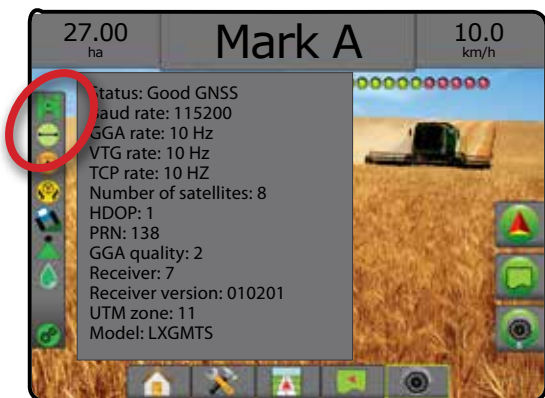 27.00
ha
Mark A
10.0
km/h
Status: Good GNSS
Baud rate: 115200
GGA rate: 10 Hz
VTG rate: 10 Hz
TCP rate: 10 HZ
Number of satellites: 8
HDOP: 1
PRN: 138
GGA quality: 2
Receiver: 7
Receiver version: 010201
UTM zone: 11
Model: LXGMTS